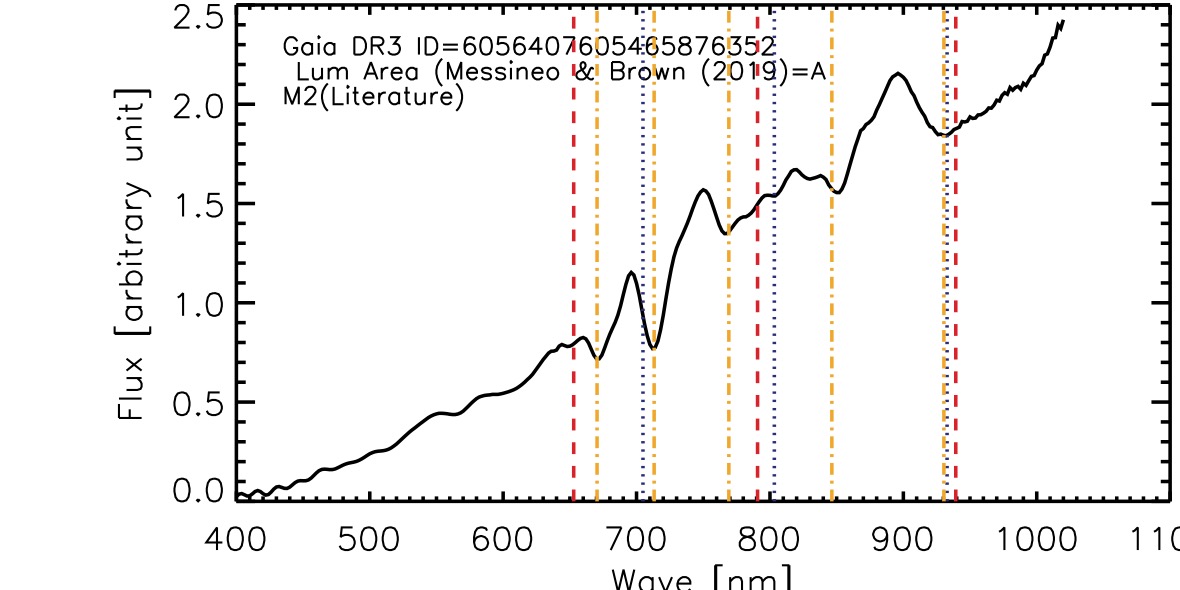 2.5
Gaia DR3 ID=6056407605465876352
Lum Area (Messineo & Brown (2019)=A
M2(Literature)
2.0
1.5
1.0
0.5
0.0
Flux [arbitrary unit]
400 500 600 700 800 900 1000 110
Wave [nm]